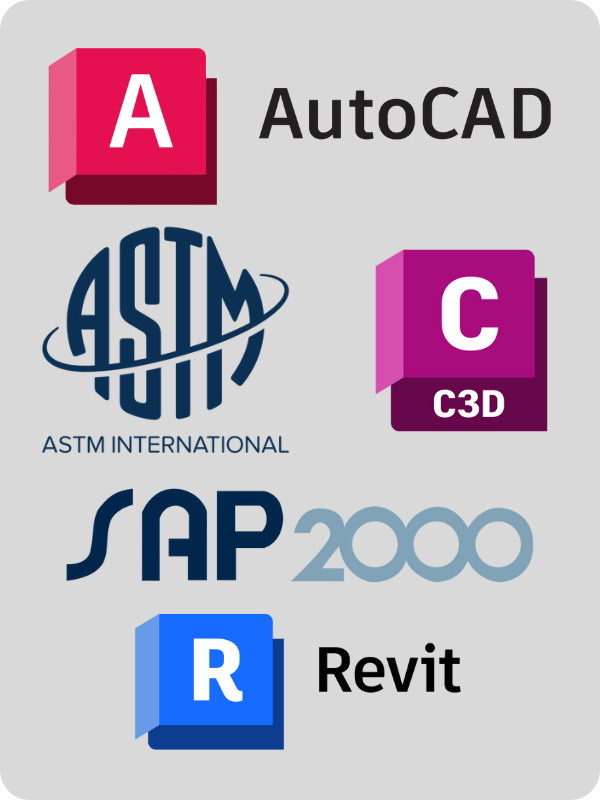 A
AutoCAD
ASTM
ASTM INTERNATIONAL
C
C3D
SAP2000
R
Revit